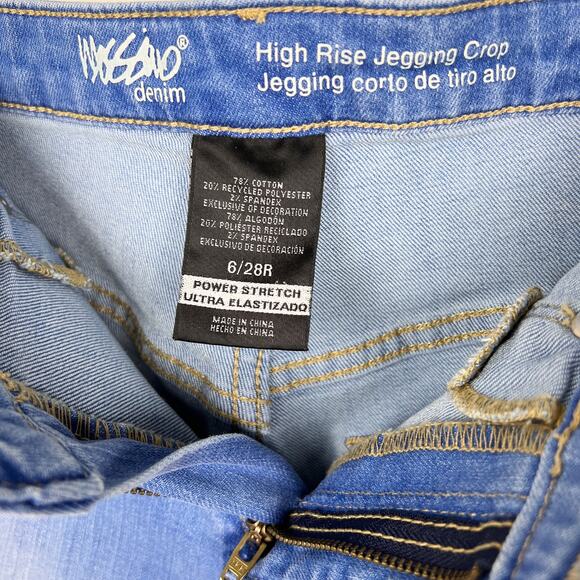 MOSSIMO®
denim
High Rise Jegging Crop
Jegging corto de tiro alto
78% COTTON
20% RECYCLED POLYESTER
2% SPANDEX
EXCLUSIVE OF DECORATION
78% ALGODÓN
20% POLIÉSTER RECICLADO
2% SPANDEX
EXCLUSIVO DE DECORACIÓN
6/28R
POWER STRETCH
ULTRA ELASTIZADO
MADE IN CHINA
HECHO EN CHINA